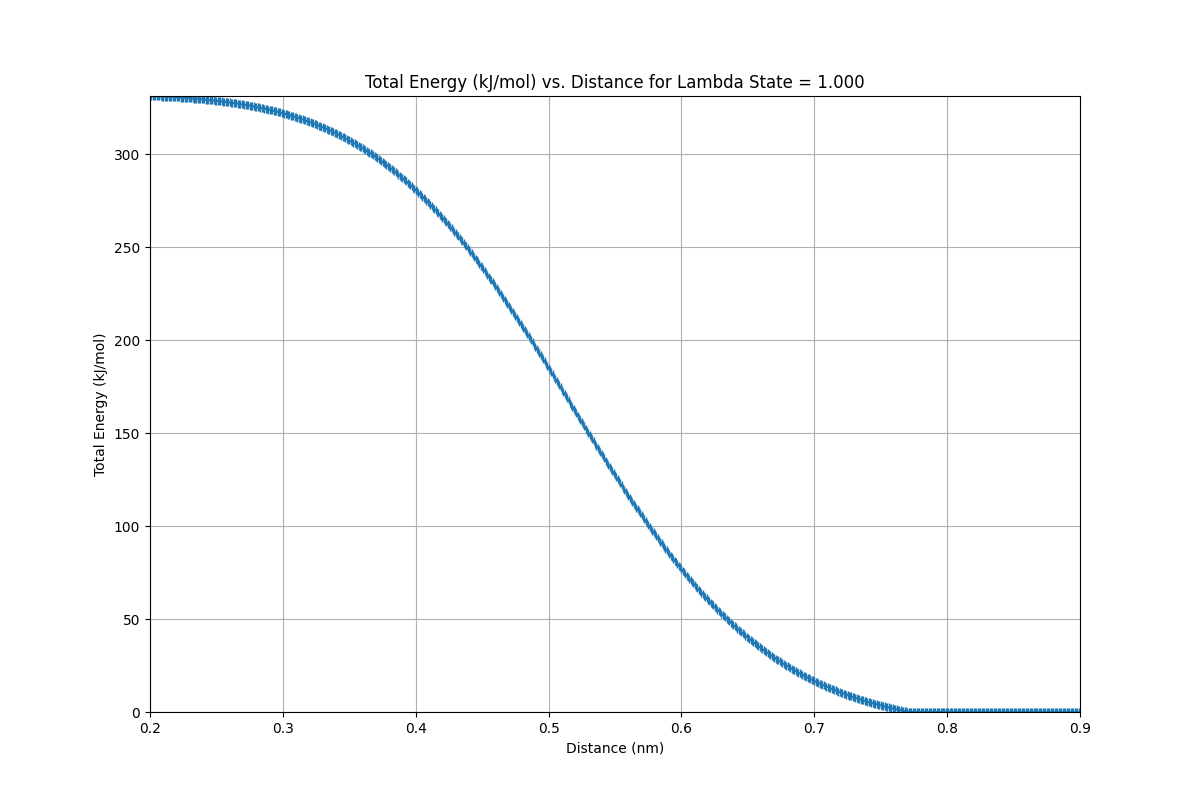 Total Energy (kJ/mol) vs. Distance for Lambda State = 1.000
300
250
200
150
100
50
0
Total Energy (kJ/mol)
0.2 0.3 0.4 0.5 0.6 0.7 0.8 0.9
Distance (nm)